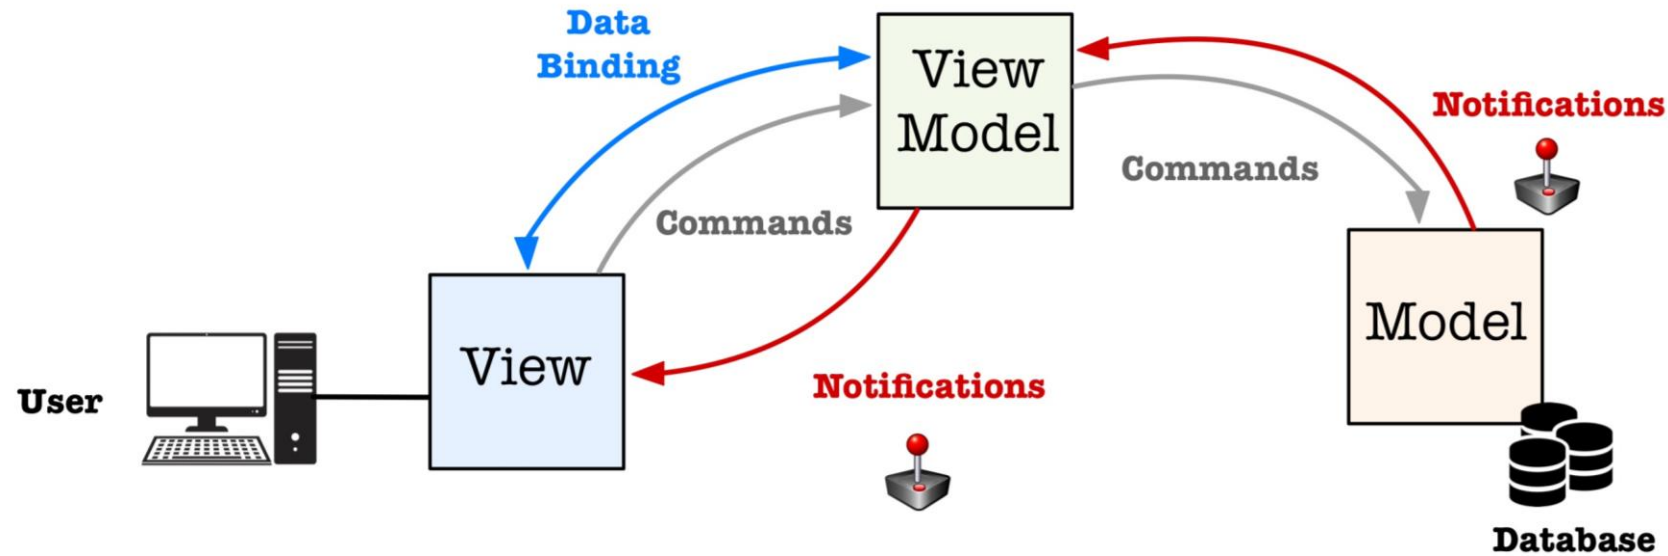 Data
Binding
View
Model
Notifications
Commands
Commands
View
Model
User
Notifications
Database